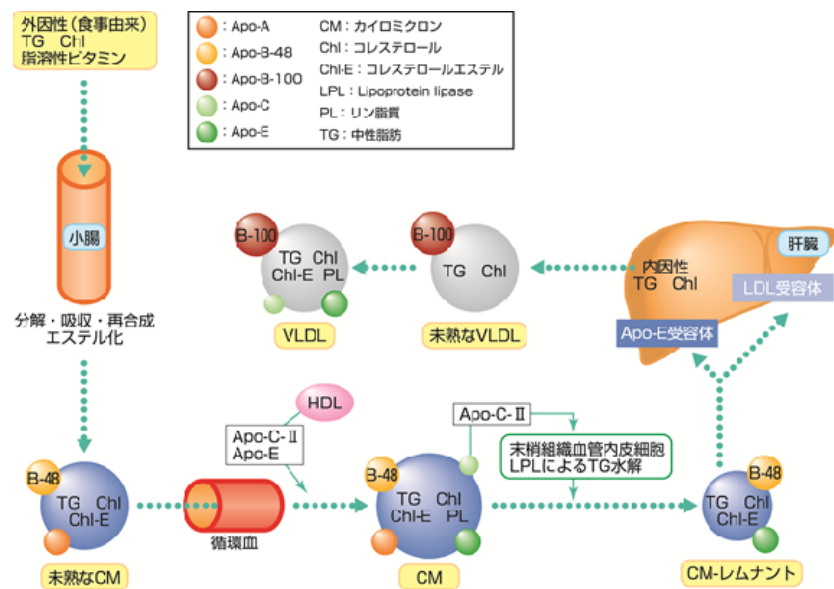 外因性（食事由来）
TG Chl
脂溶性ビタミン
：Apo-A
：Apo-B-48
：Apo-B-100
：Apo-C
：Apo-E
CM：カイロミクロン
Chl：コレステロール
Chl-E：コレステロールエステル
LPL：Lipoprotein lipase
PL：リン脂質
TG：中性脂肪
小腸
分解・吸収・再合成
エステル化
B-100
TG Chl
Chl-E PL
VLDL
B-100
TG Chl
未熟なVLDL
肝臓
内因性
TG Chl
LDL受容体
Apo-E受容体
HDL
Apo-C-Ⅱ
Apo-E
Apo-C-Ⅱ
末梢組織血管内皮細胞
LPLによるTG水解
B-48
TG Chl
Chl-E
未熟なCM
循環血
B-48
TG Chl
Chl-E PL
CM
B-48
TG Chl
Chl-E
CM-レムナント